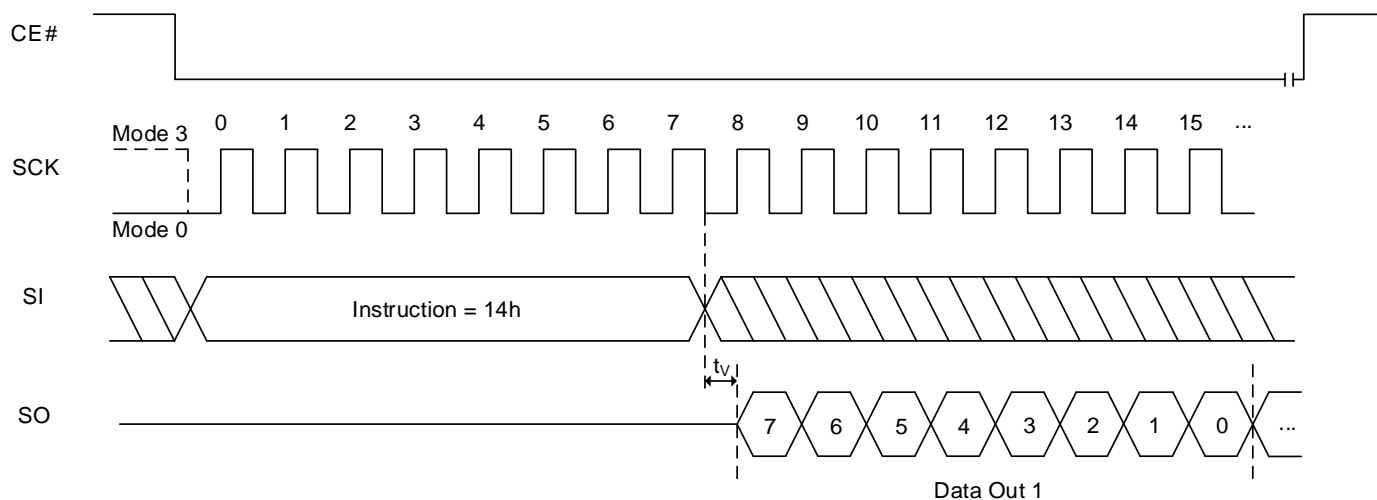 CE#
0 1 2 3 4 5 6 7 8 9 10 11 12 13 14 15 ...
Mode 3
SCK
Mode 0
SI
Instruction = 14h
tV
SO
7 6 5 4 3 2 1 0 ...
Data Out 1